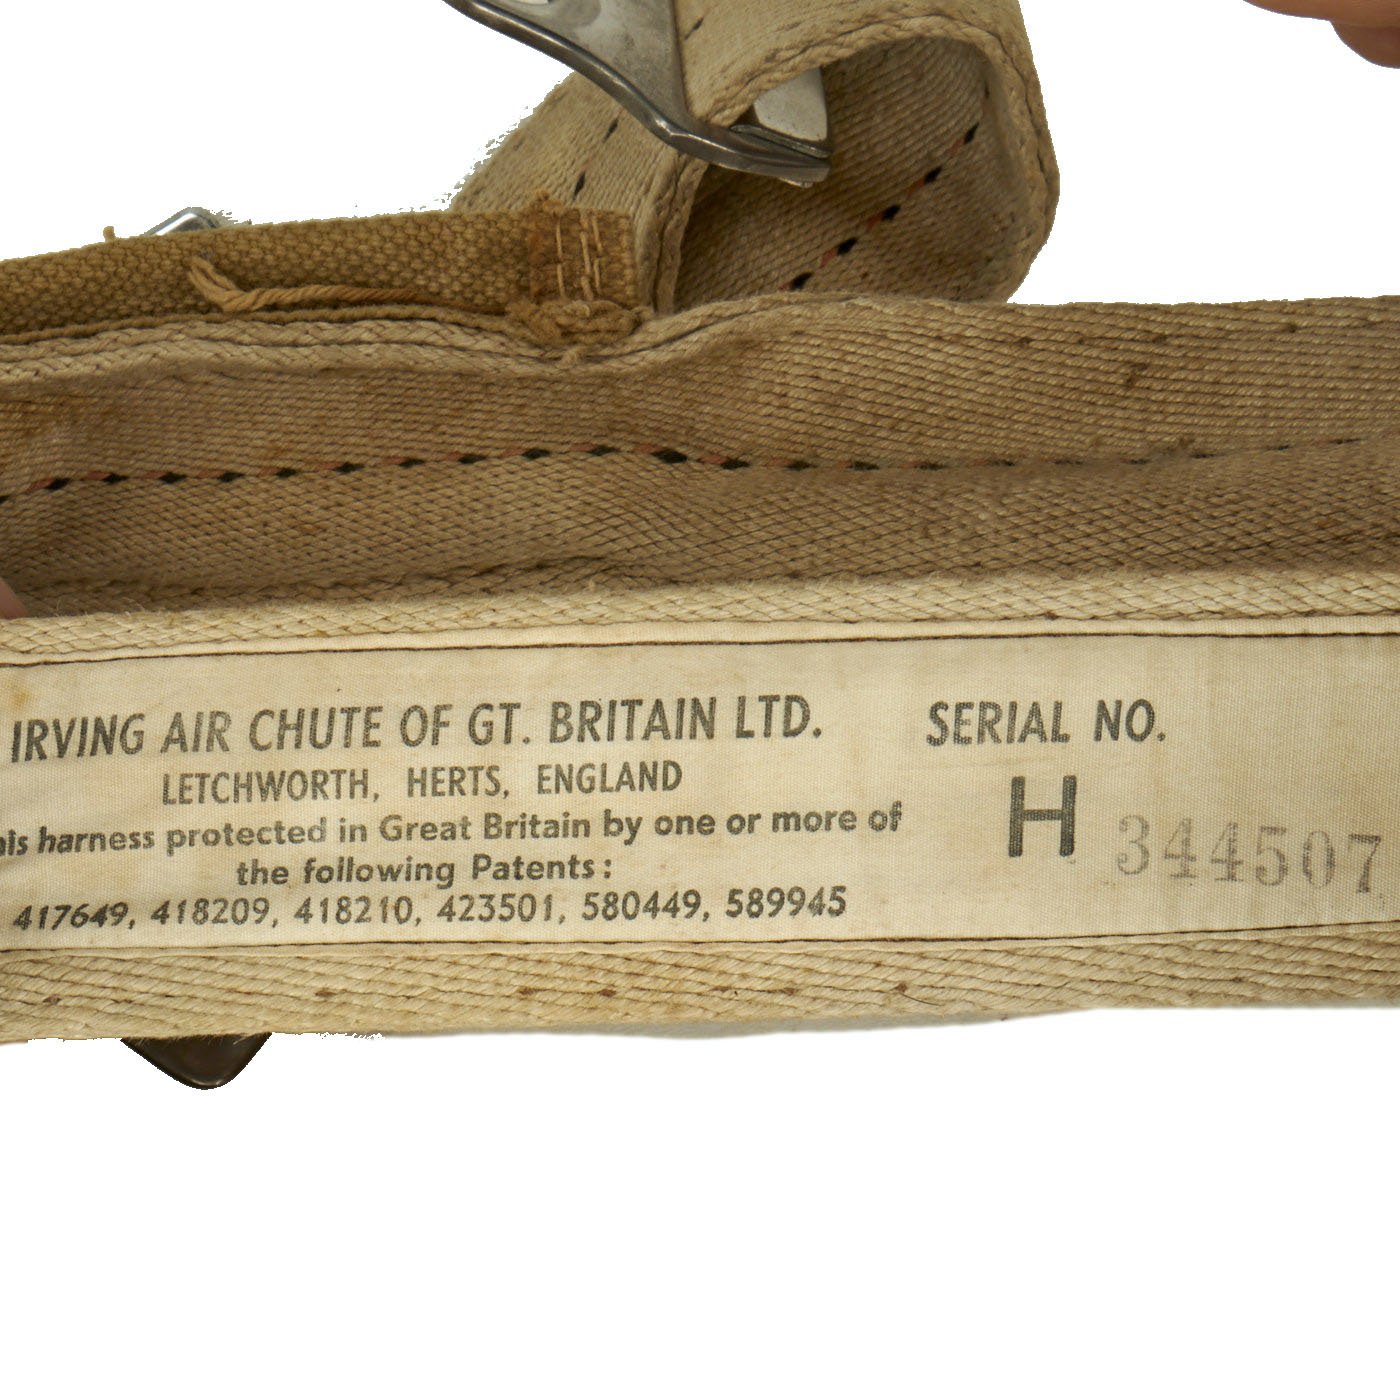 IRVING AIR CHUTE OF GT. BRITAIN LTD.
LETCHWORTH, HERTS, ENGLAND
his harness protected in Great Britain by one or more of
the following Patents:
417649, 418209, 418210, 423501, 580449, 589945
SERIAL NO.
H 344507